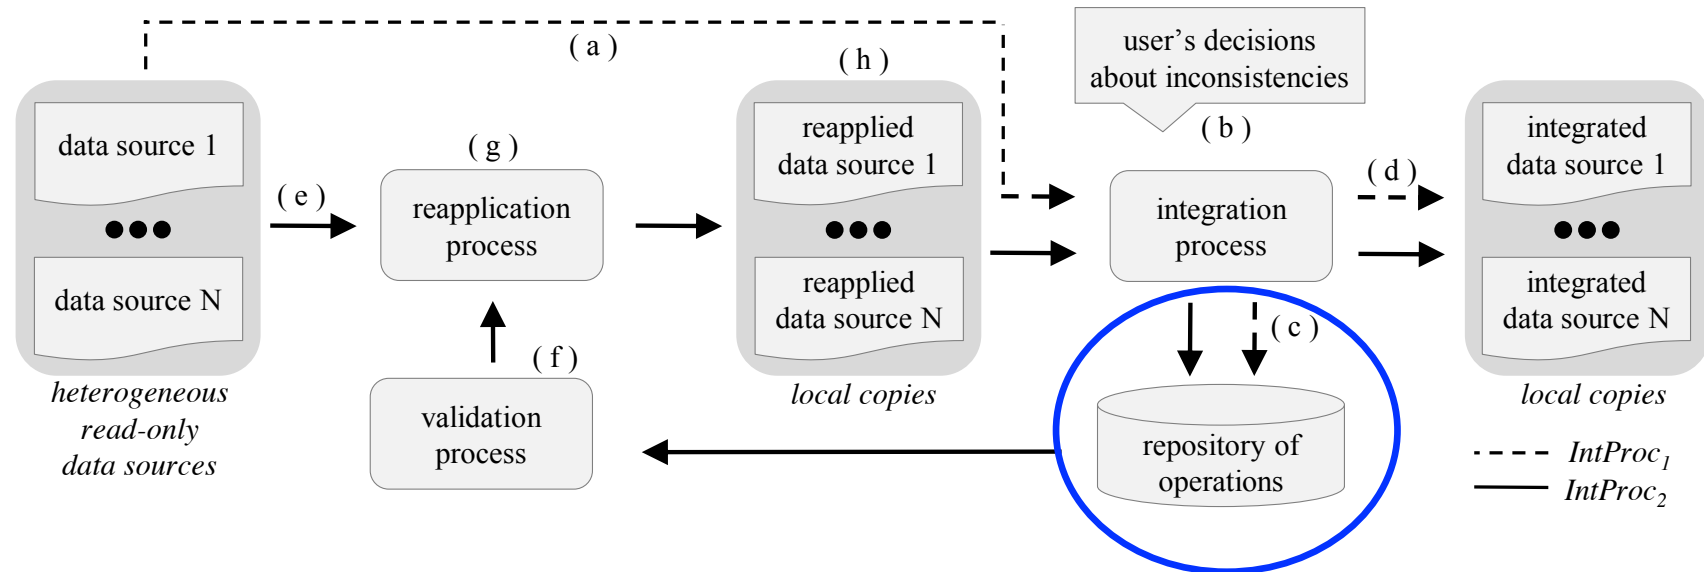 ( a )
user's decisions
about inconsistencies
( h )
data source 1
data source N
heterogeneous
read-only
data sources
( e )
( g )
reapplication
process
( f )
validation
process
reapplied
data source 1
reapplied
data source N
local copies
( b )
integration
process
( c )
repository of
operations
( d )
integrated
data source 1
integrated
data source N
local copies
IntProc1
IntProc2